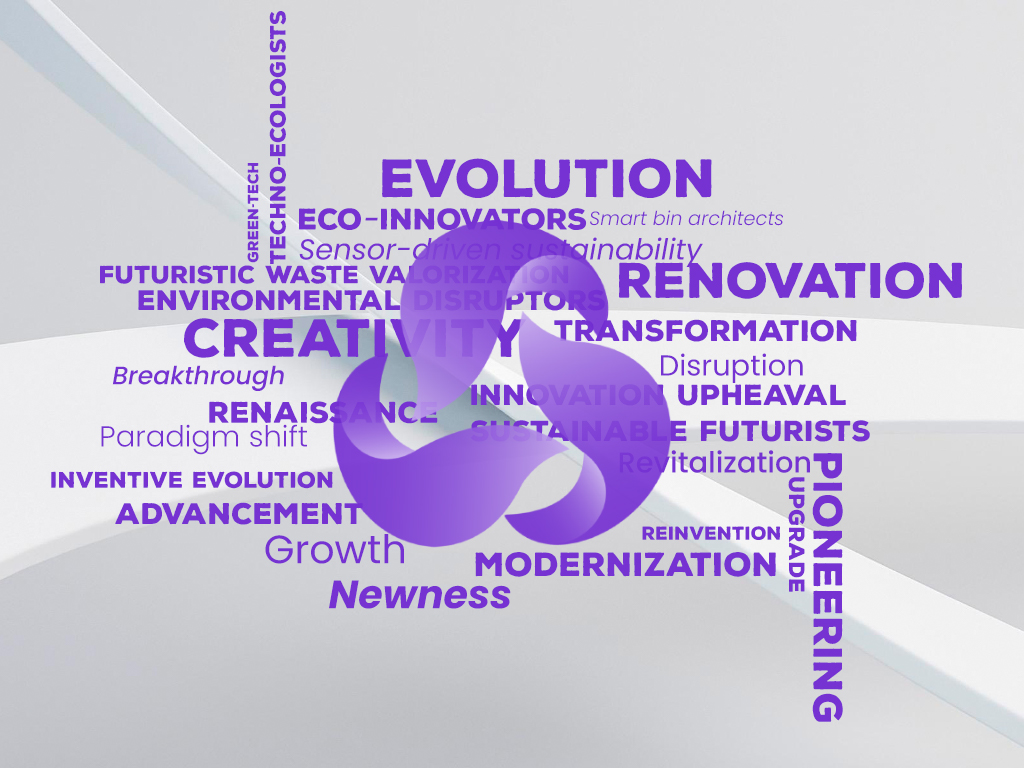 TECHNO-ECOLOGISTS
GREEN-TECH
EVOLUTION
ECO-INNOVATORS
Smart bin architects
Sensor-driven sustainability
FUTURISTIC WASTE VALORIZATION
RENOVATION
ENVIRONMENTAL DISRUPTORS
CREATIVITY
TRANSFORMATION
Disruption
Breakthrough
INNOVATION UPHEAVAL
RENAISSANCE
SUSTAINABLE FUTURISTS
Paradigm shift
Revitalization
PIONEERING
UPGRADE
INVENTIVE EVOLUTION
ADVANCEMENT
REINVENTION
Growth
MODERNIZATION
Newness